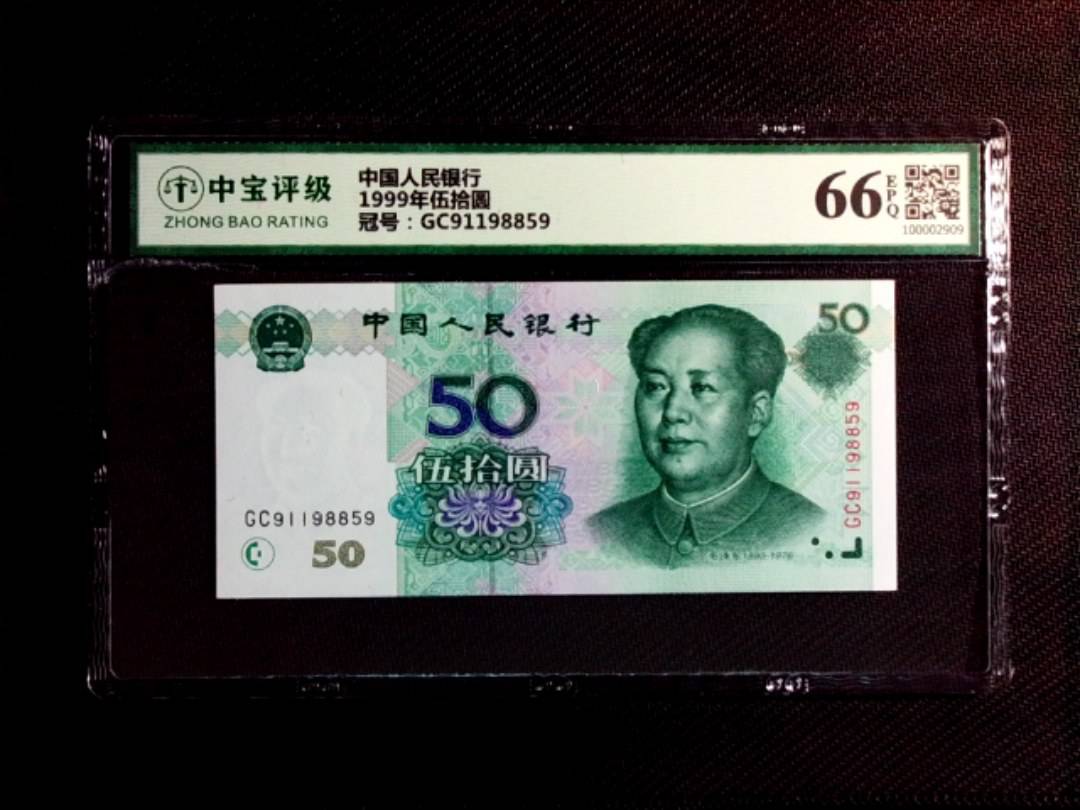 中宝评级
ZHONG BAO RATING
中国人民银行
1999年伍拾圆
冠号：GC91198859
66
EPQ
100002909
中国人民银行
50
50
伍拾圆
GC91198859
50
GC91198859